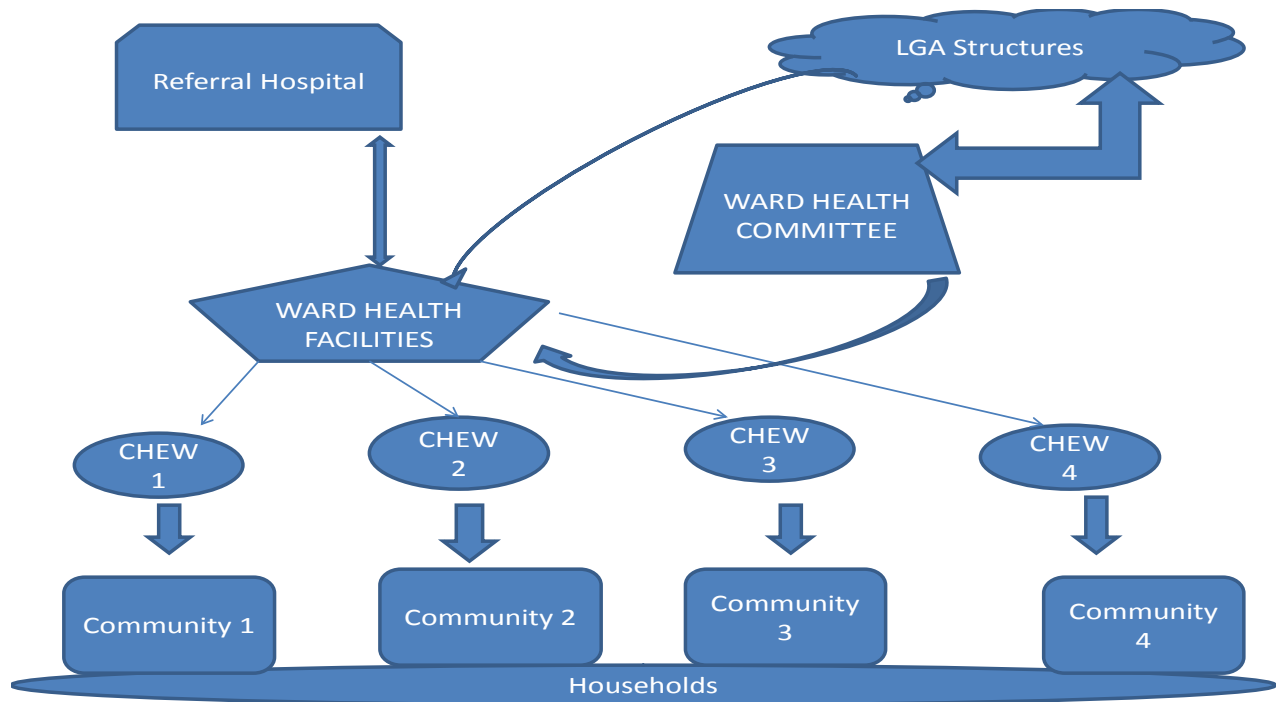 LGA Structures
Referral Hospital
WARD HEALTH
COMMITTEE
WARD HEALTH
FACILITIES
CHEW
1
CHEW
2
CHEW
3
CHEW
4
Community 1
Community 2
Community
3
Community
4
Households